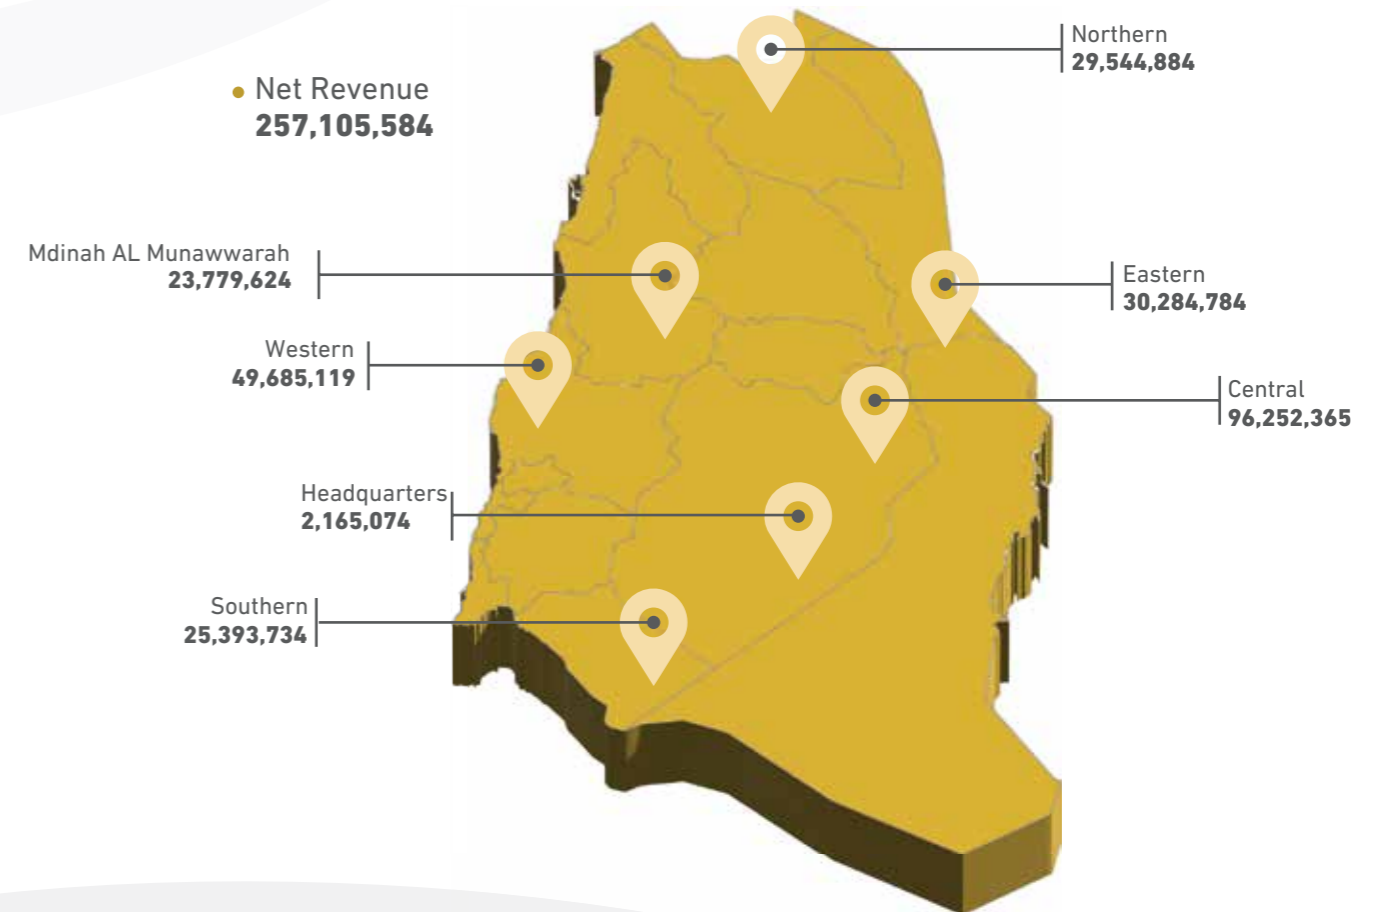 Net Revenue
257,105,584
Northern
29,544,884
Mdinah AL Munawwarah
23,779,624
Eastern
30,284,784
Western
49,685,119
Central
96,252,365
Headquarters
2,165,074
Southern
25,393,734